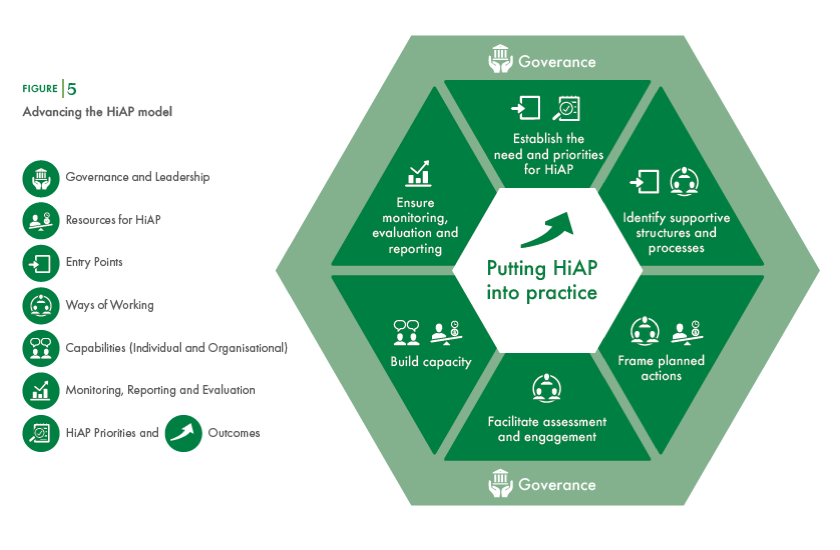 FIGURE 5
Advancing the HiAP model
Governance and Leadership
Resources for HiAP
Entry Points
Ways of Working
Capabilities (Individual and Organisational)
Monitoring, Reporting and Evaluation
HiAP Priorities and Outcomes
Goverance
Establish the
need and priorities
for HiAP
Identify supportive
structures and
processes
Frame planned
actions
Facilitate assessment
and engagement
Build capacity
Ensure
monitoring,
evaluation and
reporting
Putting HiAP
into practice
Goverance